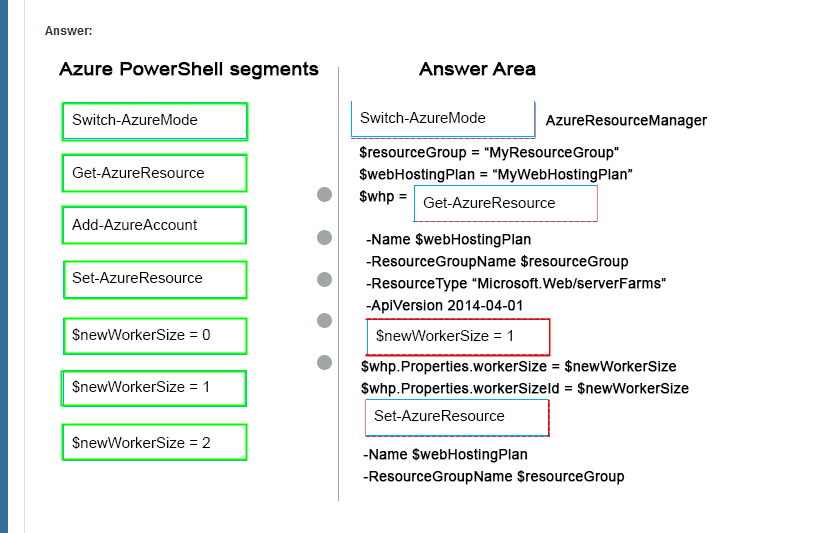 Answer:
Azure PowerShell segments
Switch-AzureMode
Get-AzureResource
Add-AzureAccount
Set-AzureResource
$newWorkerSize = 0
$newWorkerSize = 1
$newWorkerSize = 2
Answer Area
Switch-AzureMode AzureResourceManager
$resourceGroup = “MyResourceGroup”
$webHostingPlan = “MyWebHostingPlan”
$whp = Get-AzureResource
-Name $webHostingPlan
-ResourceGroupName $resourceGroup
-ResourceType “Microsoft.Web/serverFarms”
-ApiVersion 2014-04-01
$newWorkerSize = 1
$whp.Properties.workerSize = $newWorkerSize
$whp.Properties.workerSizeId = $newWorkerSize
Set-AzureResource
-Name $webHostingPlan
-ResourceGroupName $resourceGroup